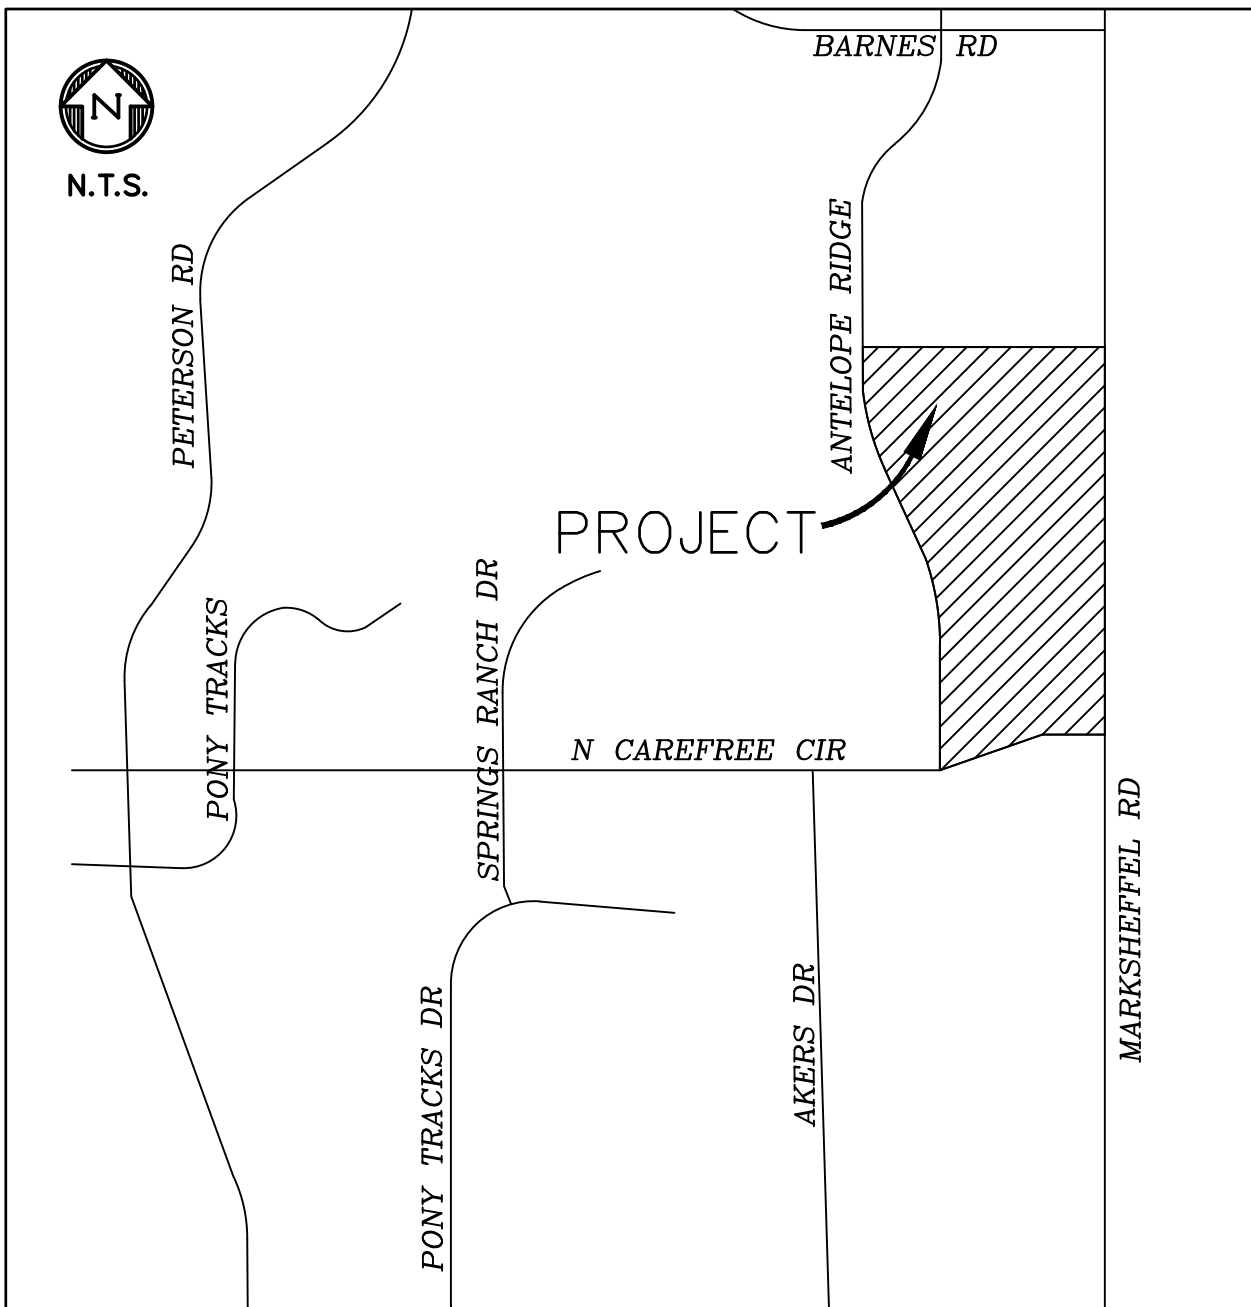 BARNES RD
N
N.T.S.
PETERSON RD
ANTELOPE RIDGE
PROJECT
SPRINGS RANCH DR
PONY TRACKS
N CAREFREE CIR
MARKSHEFFEL RD
AKERS DR
PONY TRACKS DR